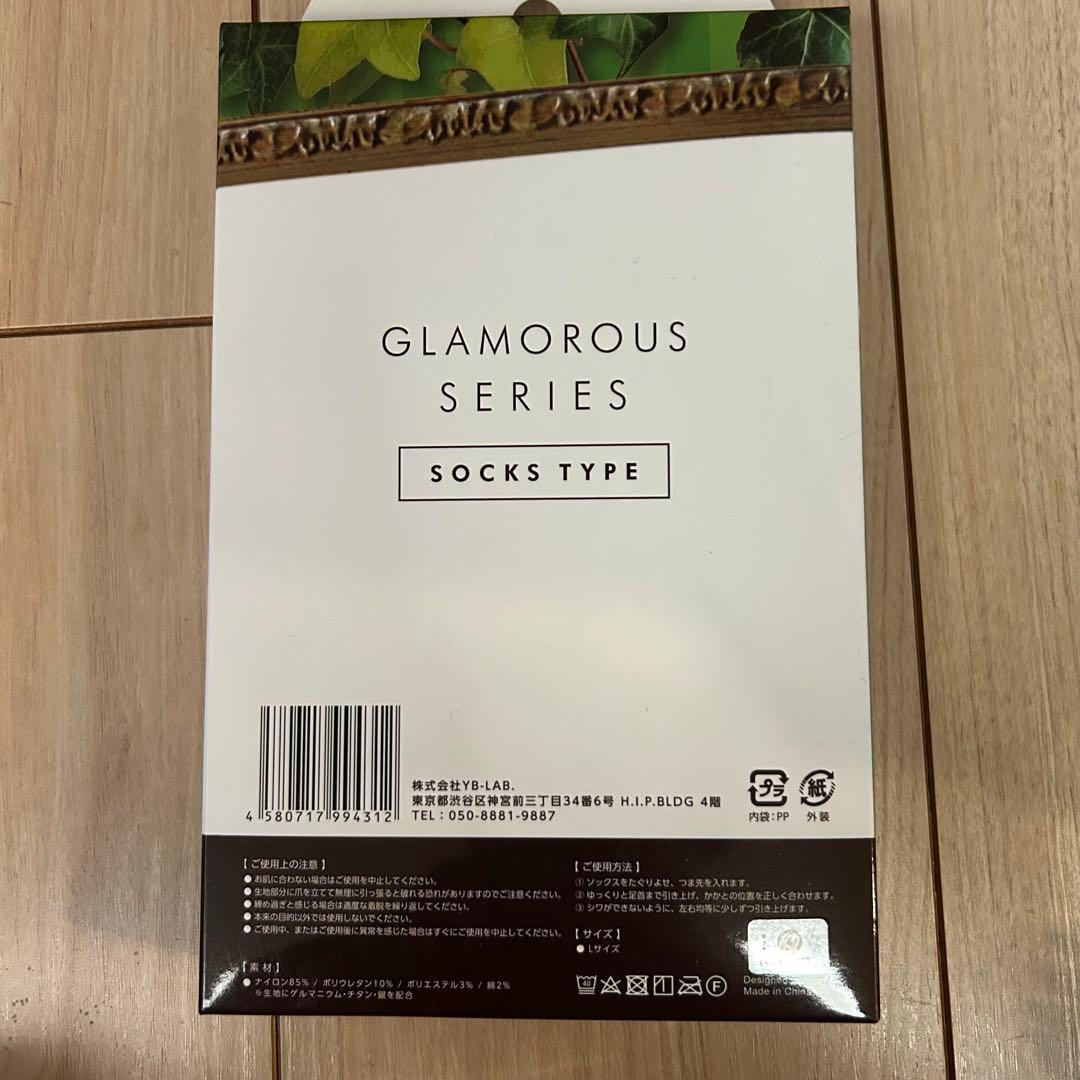 GLAMOROUS
SERIES
SOCKS TYPE
4 580717 994312
株式会社YB-LAB.
東京都渋谷区神宮前三丁目34番6号 H.I.P.BLDG 4階
TEL：050-8881-9887
プラ
内袋：PP
紙
外装
【 ご使用上の注意 】
● お肌に合わない場合はご使用を中止してください。
● 生地部分に爪を立てて無理に引っ張ると破れる恐れがありますのでご注意ください。
● 締め過ぎと感じる場合は適度な着脱を繰り返してください。
● 本来の目的以外では使用しないでください。
● ご使用中、またはご使用後に異常を感じた場合はすぐにご使用を中止してください。
【 素材 】
● ナイロン85% / ポリウレタン10% / ポリエステル3% / 綿2%
※生地にゲルマニウム・チタン・銀を配合
【 ご使用方法 】
① ソックスをたぐりよせ、つま先を入れます。
② ゆっくりと足首まで引き上げ、かかとの位置を正しく合わせます。
③ シワができないように、左右均等に少しずつ引き上げます。
【 サイズ 】
● Lサイズ
40
F
Designed
Made in China